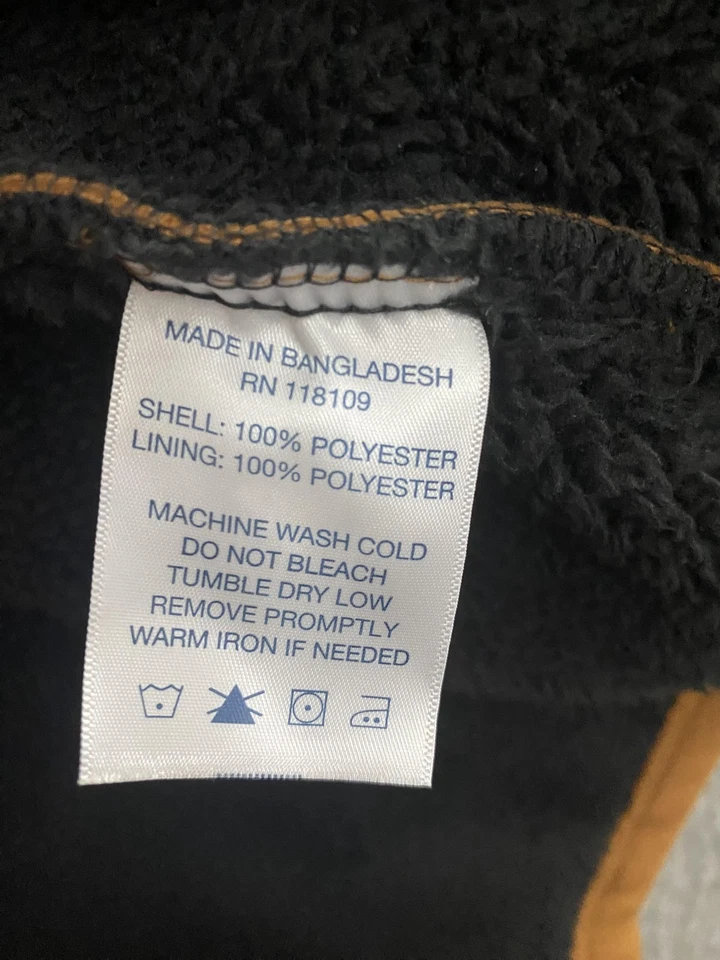 MADE IN BANGLADESH
RN 118109
SHELL: 100% POLYESTER
LINING: 100% POLYESTER
MACHINE WASH COLD
DO NOT BLEACH
TUMBLE DRY LOW
REMOVE PROMPTLY
WARM IRON IF NEEDED